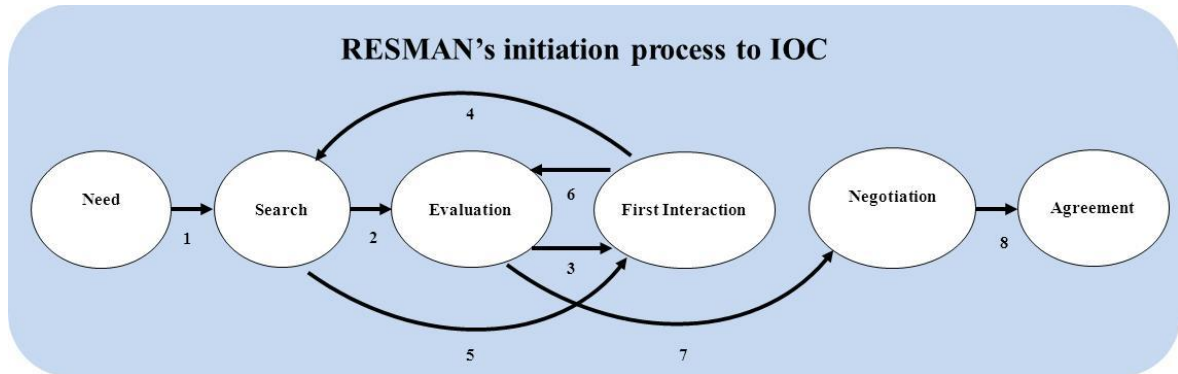 RESMAN's initiation process to IOC
4
Need
Search
Evaluation
First Interaction
Negotiation
Agreement
1
2
6
3
8
5
7